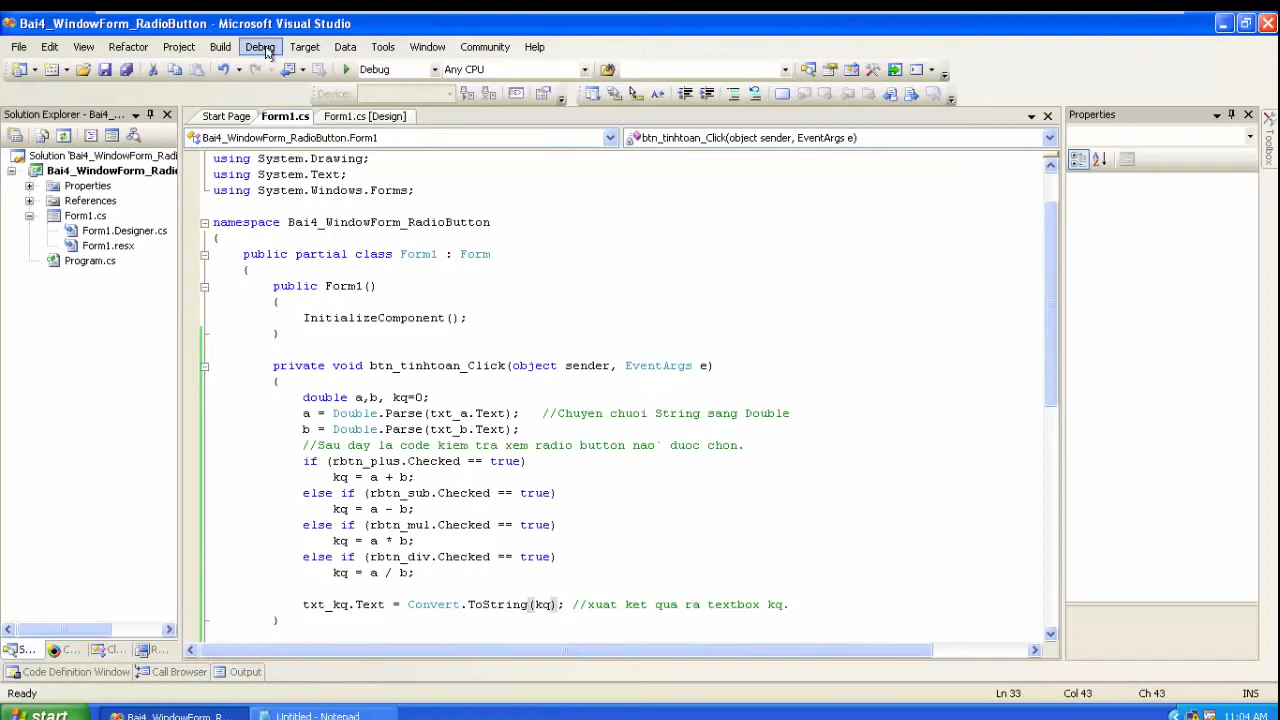 Bai4_WindowForm_RadioButton - Microsoft Visual Studio
File Edit View Refactor Project Build Debug Target Data Tools Window Community Help
Debug Any CPU
Device:
Solution Explorer - Bai4_...
Start Page Form1.cs Form1.cs [Design]
Properties
Toolbox
Bai4_WindowForm_RadioButton.Form1
btn_tinhtoan_Click(object sender, EventArgs e)
Solution 'Bai4_WindowForm_Radi
Bai4_WindowForm_Radi
Properties
References
Form1.cs
Form1.Designer.cs
Form1.resx
Program.cs
using System.Drawing;
using System.Text;
using System.Windows.Forms;
namespace Bai4_WindowForm_RadioButton
{
public partial class Form1 : Form
{
public Form1()
{
InitializeComponent();
}
private void btn_tinhtoan_Click(object sender, EventArgs e)
{
double a,b, kq=0;
a = Double.Parse(txt_a.Text); //Chuyen chuoi String sang Double
b = Double.Parse(txt_b.Text);
//Sau day la code kiem tra xem radio button nao` duoc chon.
if (rbtn_plus.Checked == true)
kq = a + b;
else if (rbtn_sub.Checked == true)
kq = a - b;
else if (rbtn_mul.Checked == true)
kq = a * b;
else if (rbtn_div.Checked == true)
kq = a / b;
txt_kq.Text = Convert.ToString(kq); //xuat ket qua ra textbox kq.
}
S... C... Cl... R...
Code Definition Window Call Browser Output
Ready Ln 33 Col 43 Ch 43 INS
start Bai4_WindowForm_R... Untitled - Notepad 11:04 AM